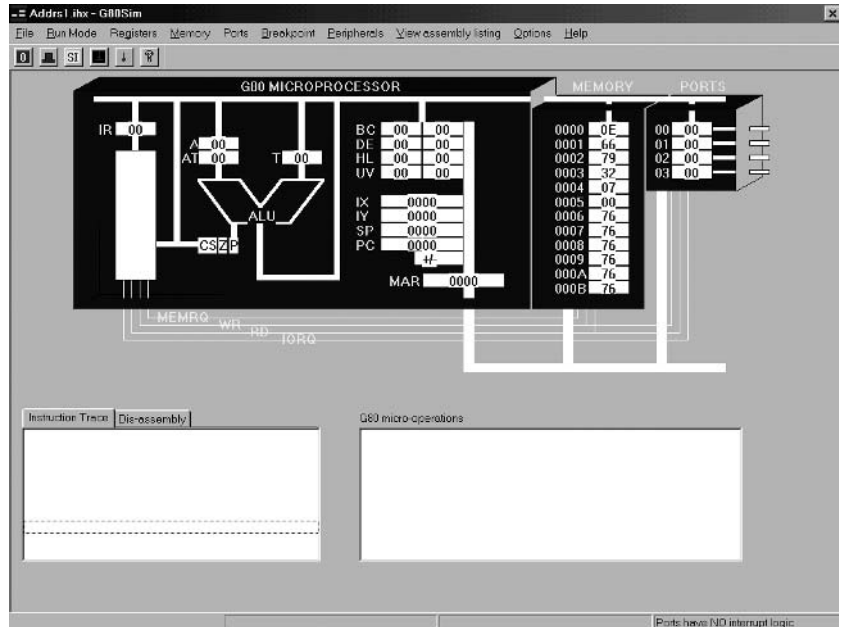 Addrs1.ihx - G80Sim
File Run Mode Registers Memory Ports Breakpoint Peripherals View assembly listing Options Help
0 SI
G80 MICROPROCESSOR MEMORY PORTS
IR 00
A 00
AT 00 T 00
ALU
CSZP
BC 00 00
DE 00 00
HL 00 00
UV 00 00
IX 0000
IY 0000
SP 0000
PC 0000
+/-
MAR 0000
0000 0E
0001 66
0002 79
0003 32
0004 07
0005 00
0006 76
0007 76
0008 76
0009 76
000A 76
000B 76
00 00
01 00
02 00
03 00
MEMRQ
WR
RD
IORQ
Instruction Trace Dis-assembly
G80 micro-operations
Ports have NO interrupt logic